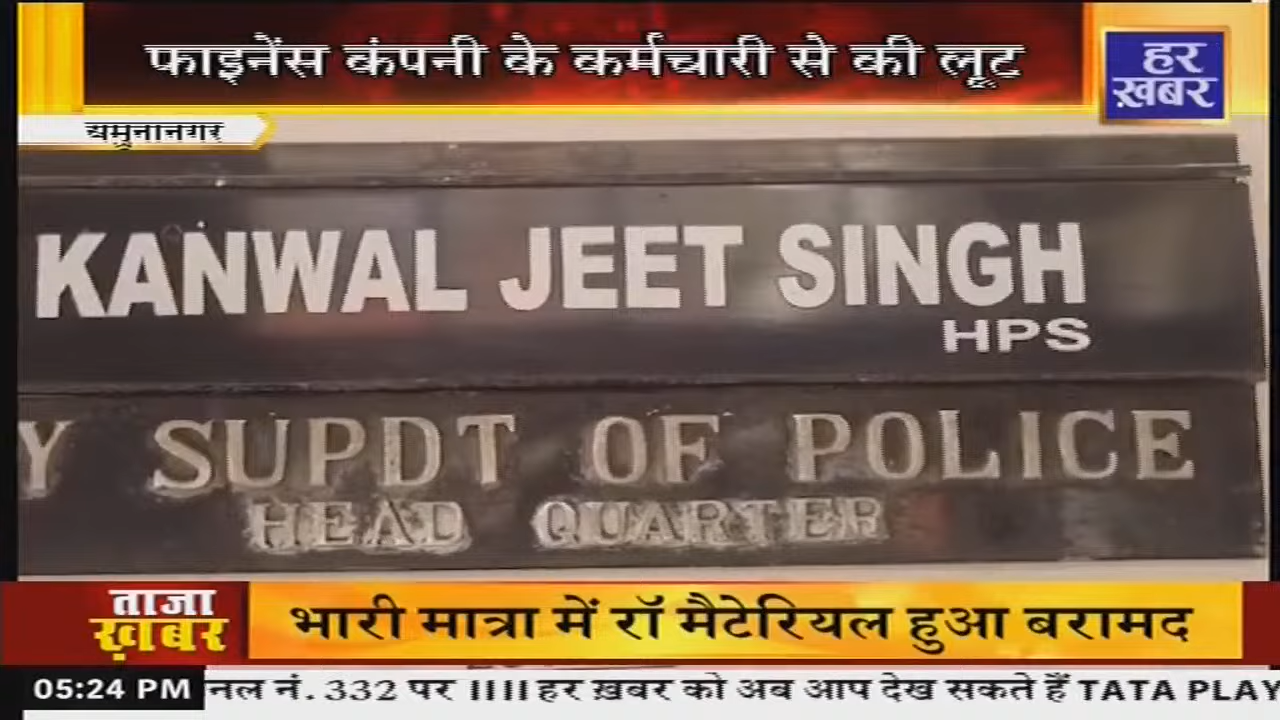 फाइनेंस कंपनी के कर्मचारी से की लूट
हर
ख़बर
यमुनानगर
KANWAL JEET SINGH
HPS
Y SUPDT OF POLICE
HEAD QUARTER
ताजा
ख़बर
भारी मात्रा में रॉ मैटेरियल हुआ बरामद
05:24 PM
नल नं. 332 पर IIII हर ख़बर को अब आप देख सकते हैं TATA PLAY